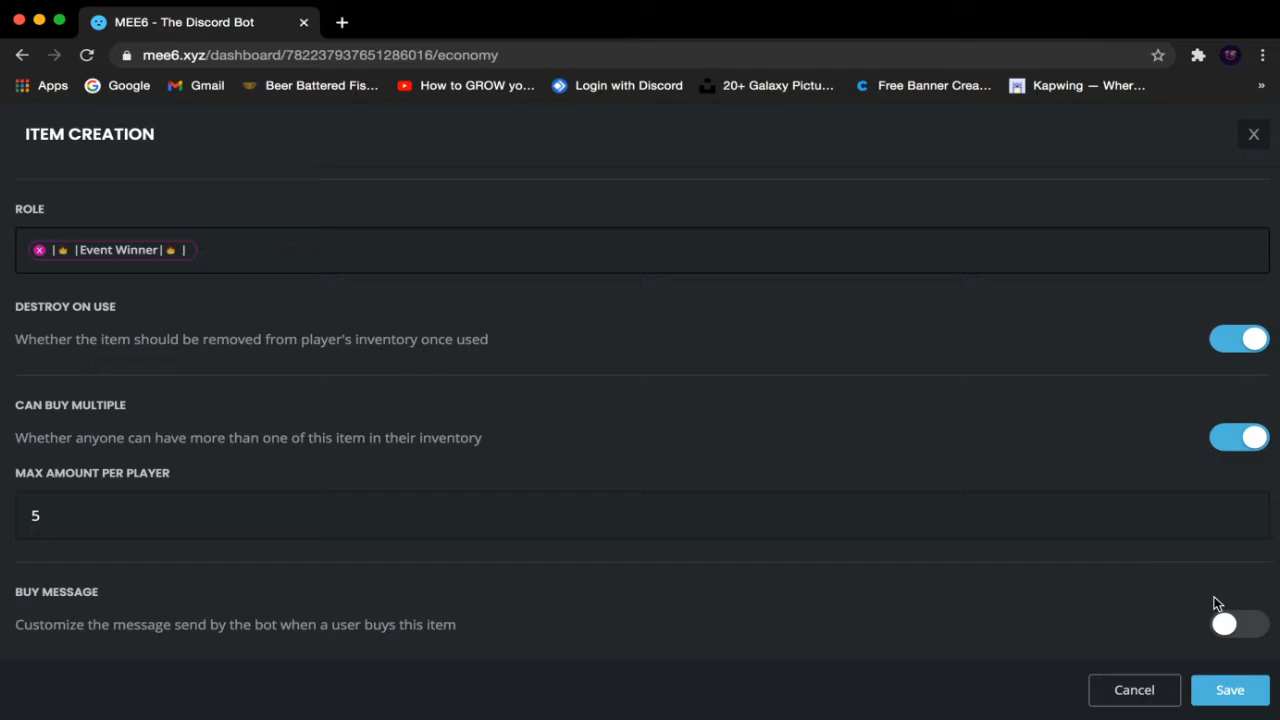 MEE6 - The Discord Bot
mee6.xyz/dashboard/782237937651286016/economy
Apps Google Gmail Beer Battered Fis... How to GROW yo... Login with Discord 20+ Galaxy Pictu... Free Banner Crea... Kapwing — Wher... »
ITEM CREATION X
ROLE
x | 🔥 |Event Winner| 🔥 |
DESTROY ON USE
Whether the item should be removed from player's inventory once used
CAN BUY MULTIPLE
Whether anyone can have more than one of this item in their inventory
MAX AMOUNT PER PLAYER
5
BUY MESSAGE
Customize the message send by the bot when a user buys this item
Cancel Save